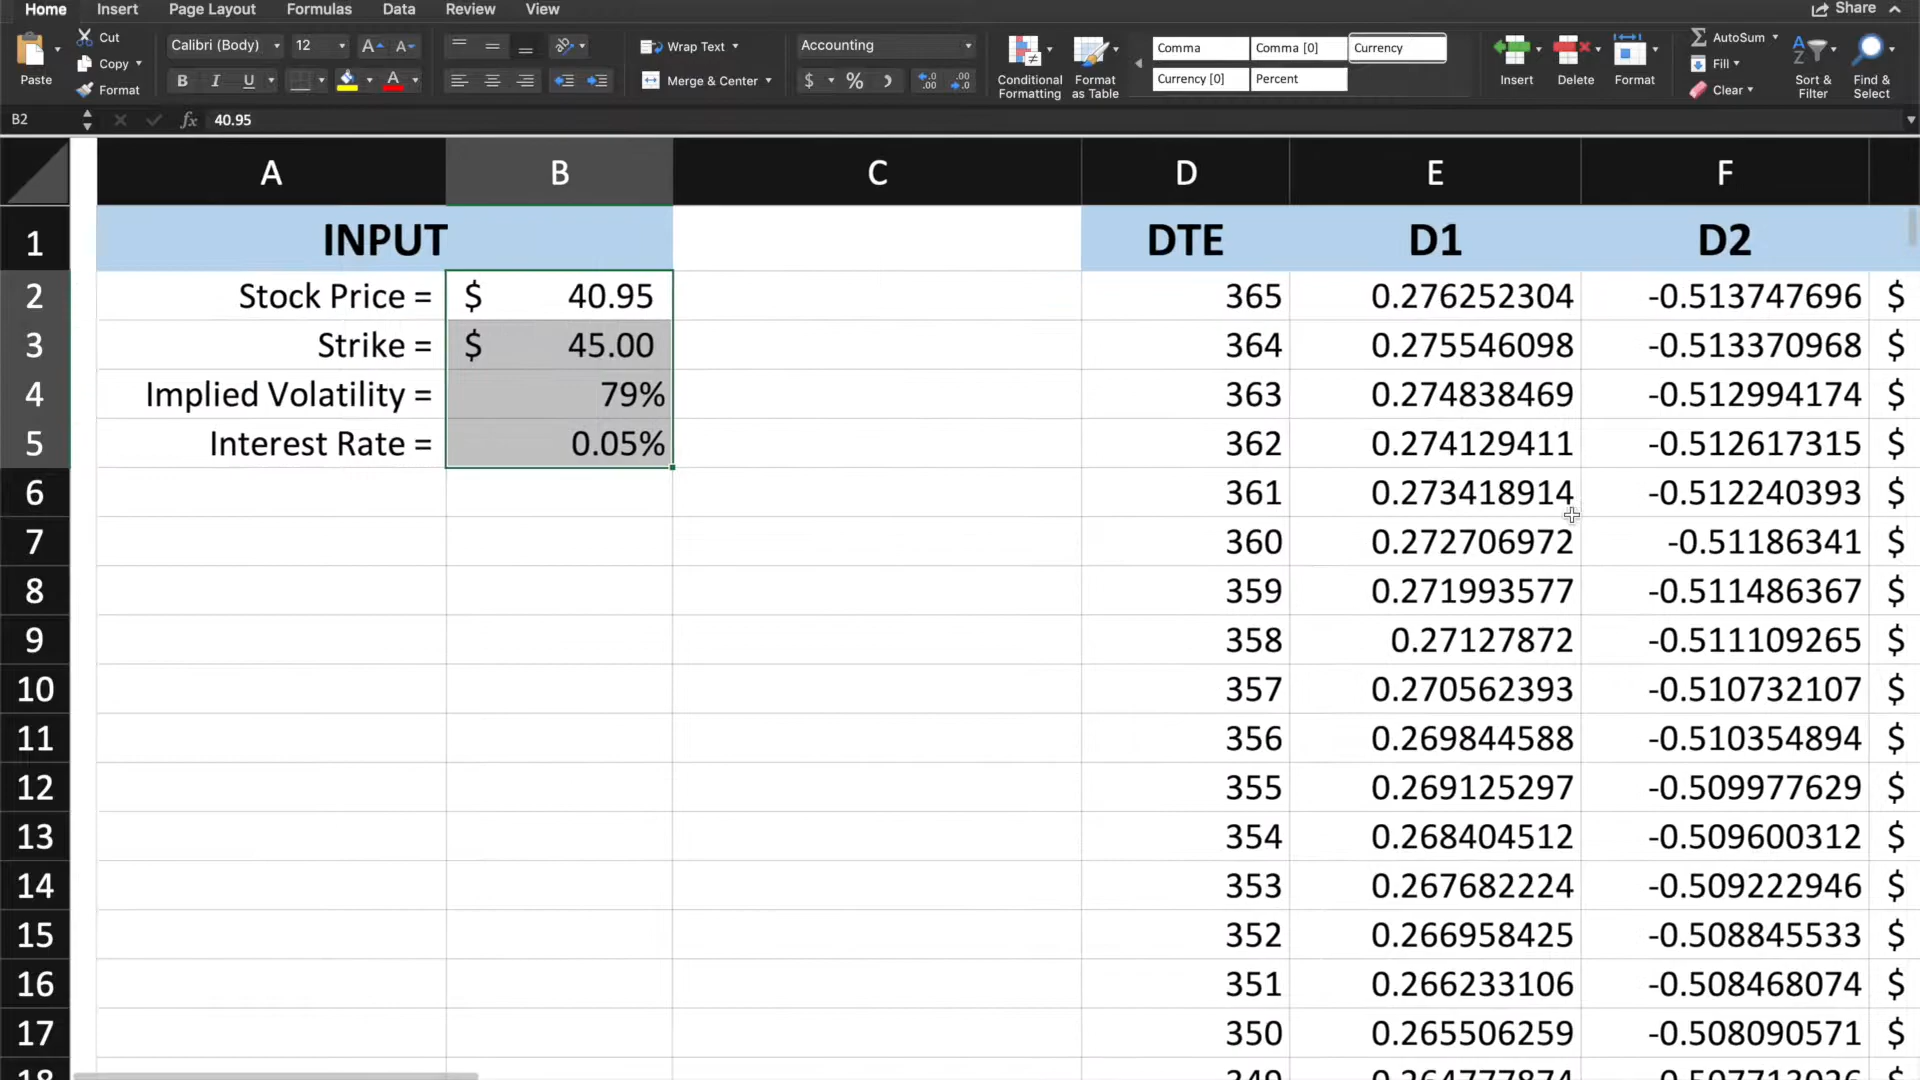 Home Insert Page Layout Formulas Data Review View Share
Paste Cut Copy Format
Calibri (Body) 12
Wrap Text
Merge & Center
Accounting
$ % )
Conditional Formatting
Format as Table
Comma Comma [0] Currency
Currency [0] Percent
Insert Delete Format
AutoSum
Fill
Clear
Sort & Filter
Find & Select
B2 fx 40.95
A B C D E F
1 INPUT DTE D1 D2
2 Stock Price = $ 40.95 365 0.276252304 -0.513747696 $
3 Strike = $ 45.00 364 0.275546098 -0.513370968 $
4 Implied Volatility = 79% 363 0.274838469 -0.512994174 $
5 Interest Rate = 0.05% 362 0.274129411 -0.512617315 $
6 361 0.273418914 -0.512240393 $
7 360 0.272706972 -0.51186341 $
8 359 0.271993577 -0.511486367 $
9 358 0.27127872 -0.511109265 $
10 357 0.270562393 -0.510732107 $
11 356 0.269844588 -0.510354894 $
12 355 0.269125297 -0.509977629 $
13 354 0.268404512 -0.509600312 $
14 353 0.267682224 -0.509222946 $
15 352 0.266958425 -0.508845533 $
16 351 0.266233106 -0.508468074 $
17 350 0.265506259 -0.508090571 $
18 349 0.264777874